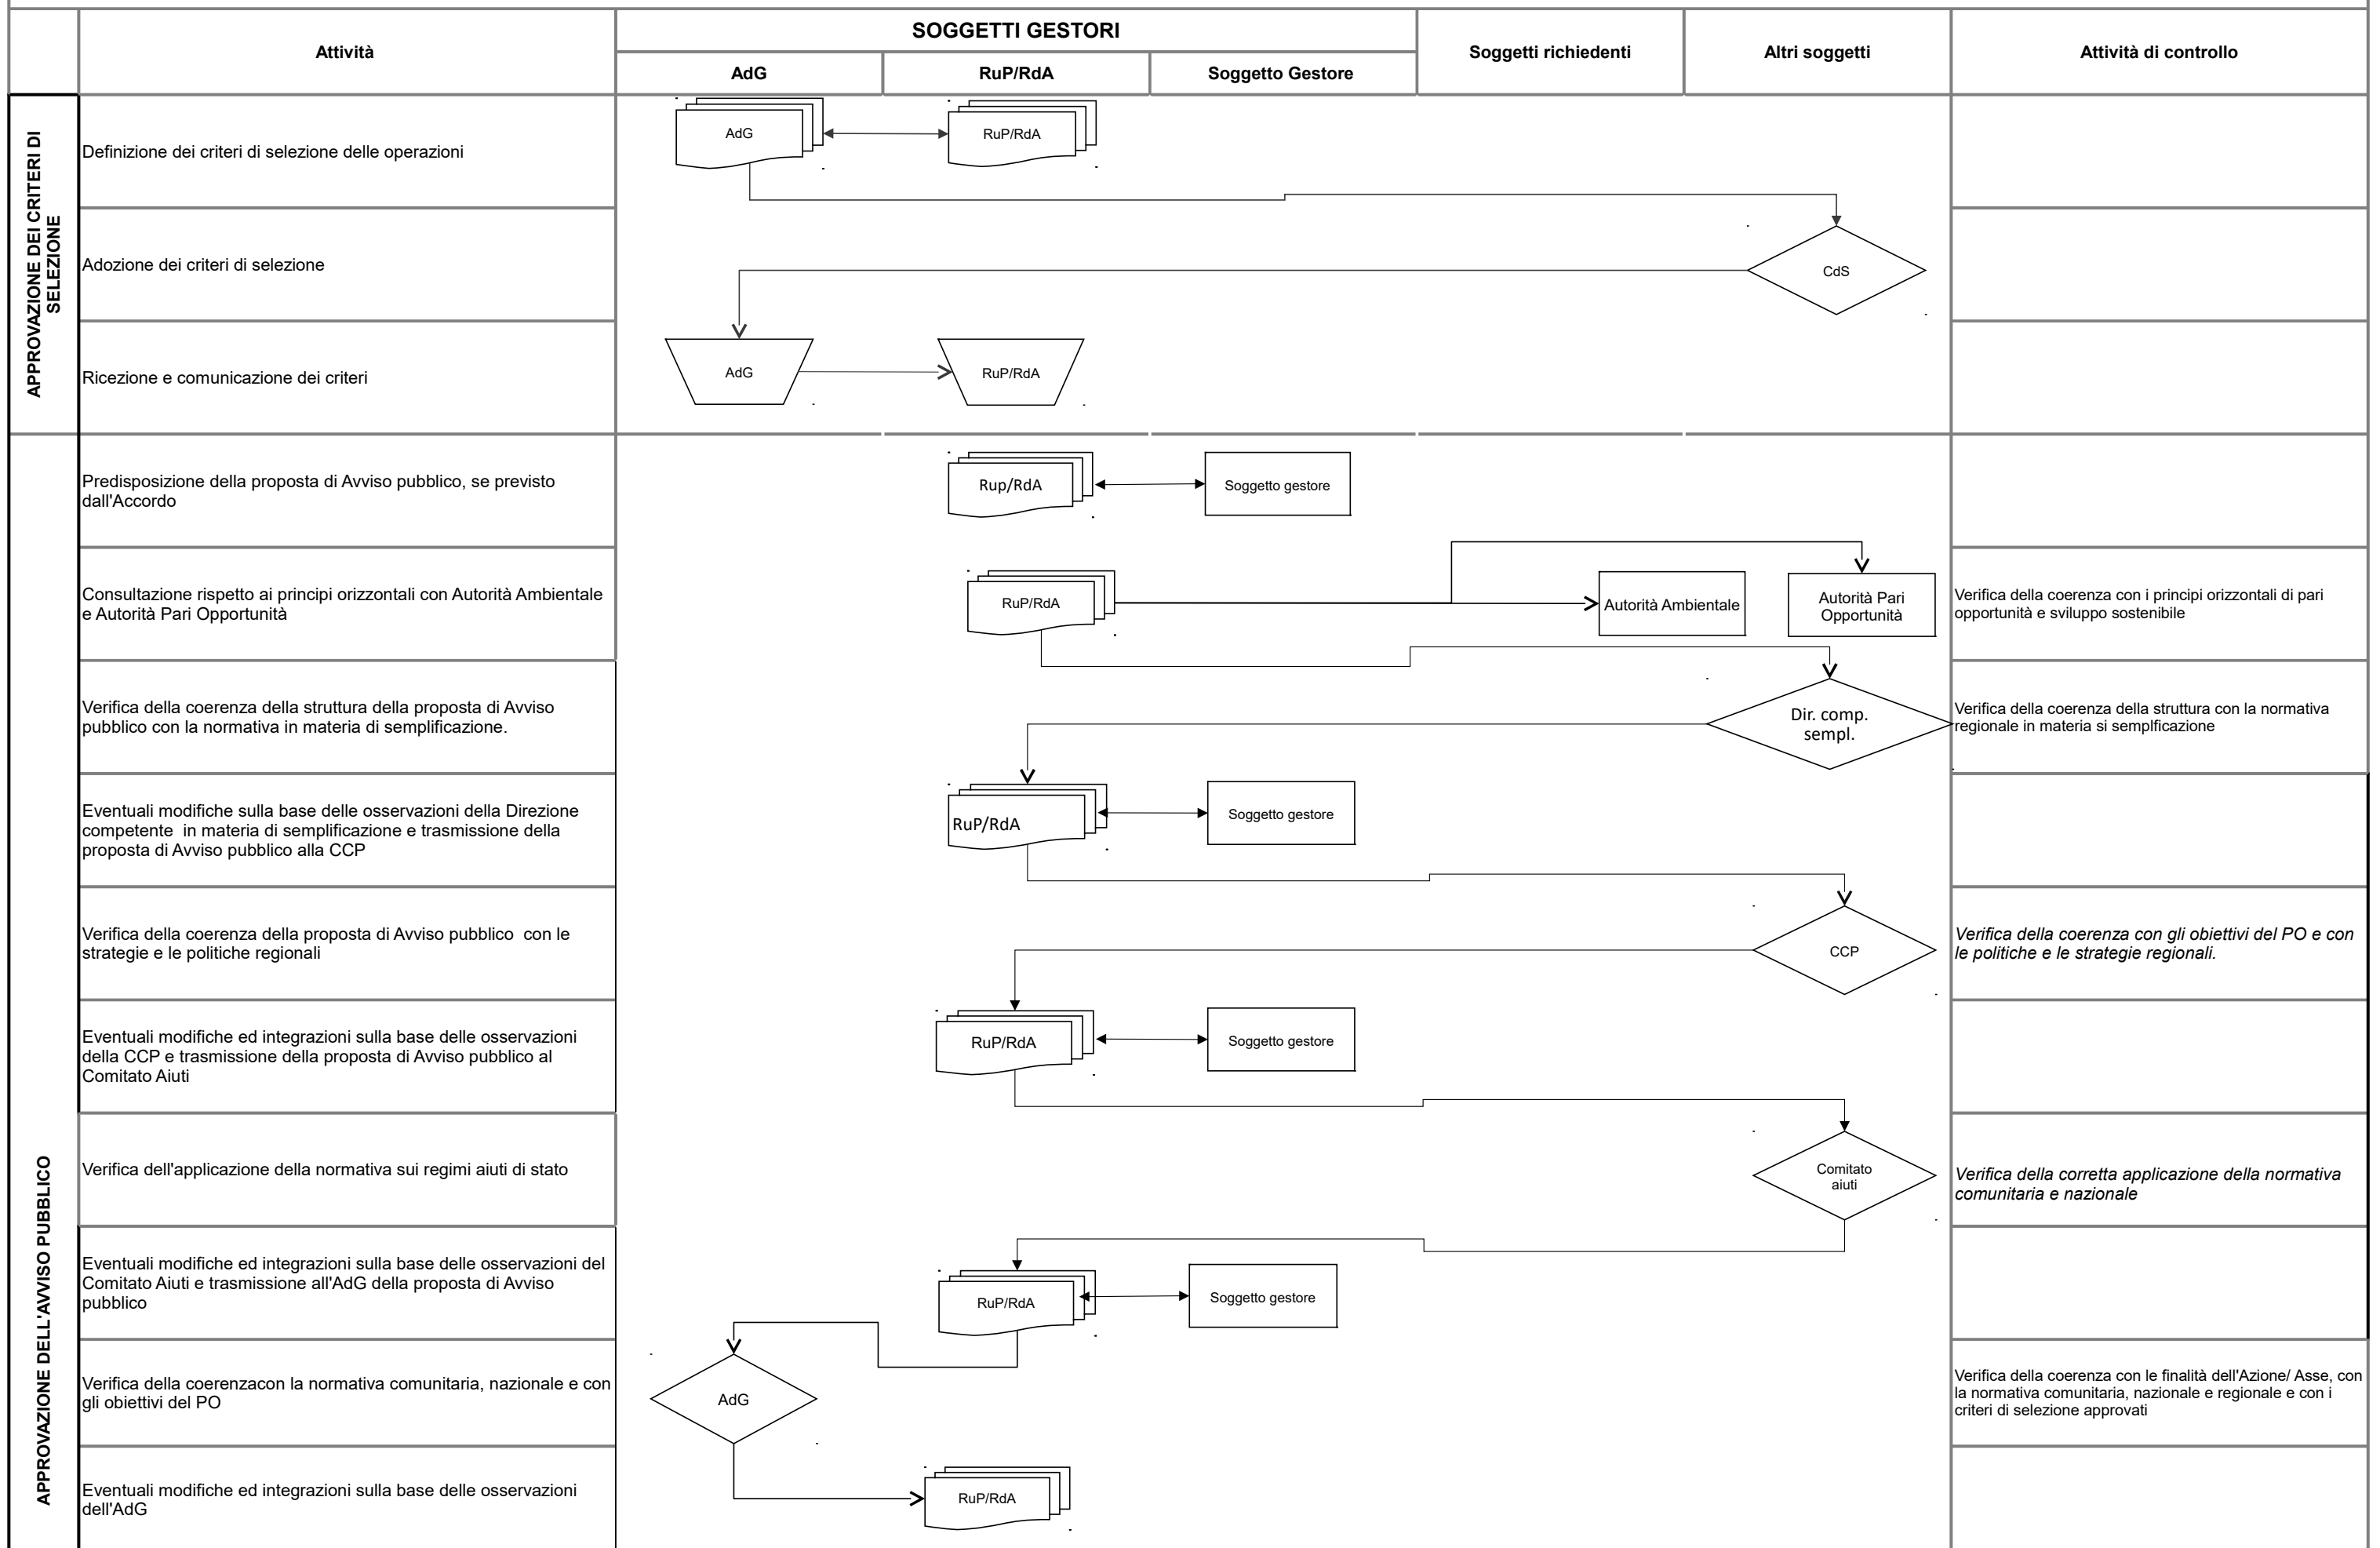 SOGGETTI GESTORI
Attività
Soggetti richiedenti
Altri soggetti
Attività di controllo
AdG
RuP/RdA
Soggetto Gestore
APPROVAZIONE DEI CRITERI DI
SELEZIONE
Definizione dei criteri di selezione delle operazioni
AdG
RuP/RdA
Adozione dei criteri di selezione
CdS
Ricezione e comunicazione dei criteri
AdG
RuP/RdA
APPROVAZIONE DELL'AVVISO PUBBLICO
Predisposizione della proposta di Avviso pubblico, se previsto
dall'Accordo
Rup/RdA
Soggetto gestore
Consultazione rispetto ai principi orizzontali con Autorità Ambientale
e Autorità Pari Opportunità
RuP/RdA
Autorità Ambientale
Autorità Pari
Opportunità
Verifica della coerenza con i principi orizzontali di pari
opportunità e sviluppo sostenibile
Verifica della coerenza della struttura della proposta di Avviso
pubblico con la normativa in materia di semplificazione.
Dir. comp.
sempl.
Verifica della coerenza della struttura con la normativa
regionale in materia si semplficazione
Eventuali modifiche sulla base delle osservazioni della Direzione
competente  in materia di semplificazione e trasmissione della
proposta di Avviso pubblico alla CCP
RuP/RdA
Soggetto gestore
Verifica della coerenza della proposta di Avviso pubblico  con le
strategie e le politiche regionali
CCP
Verifica della coerenza con gli obiettivi del PO e con
le politiche e le strategie regionali.
Eventuali modifiche ed integrazioni sulla base delle osservazioni
della CCP e trasmissione della proposta di Avviso pubblico al
Comitato Aiuti
RuP/RdA
Soggetto gestore
Verifica dell'applicazione della normativa sui regimi aiuti di stato
Comitato
aiuti
Verifica della corretta applicazione della normativa
comunitaria e nazionale
Eventuali modifiche ed integrazioni sulla base delle osservazioni del
Comitato Aiuti e trasmissione all'AdG della proposta di Avviso
pubblico
RuP/RdA
Soggetto gestore
Verifica della coerenzacon la normativa comunitaria, nazionale e con
gli obiettivi del PO
AdG
Verifica della coerenza con le finalità dell'Azione/ Asse, con
la normativa comunitaria, nazionale e regionale e con i
criteri di selezione approvati
Eventuali modifiche ed integrazioni sulla base delle osservazioni
dell'AdG
RuP/RdA